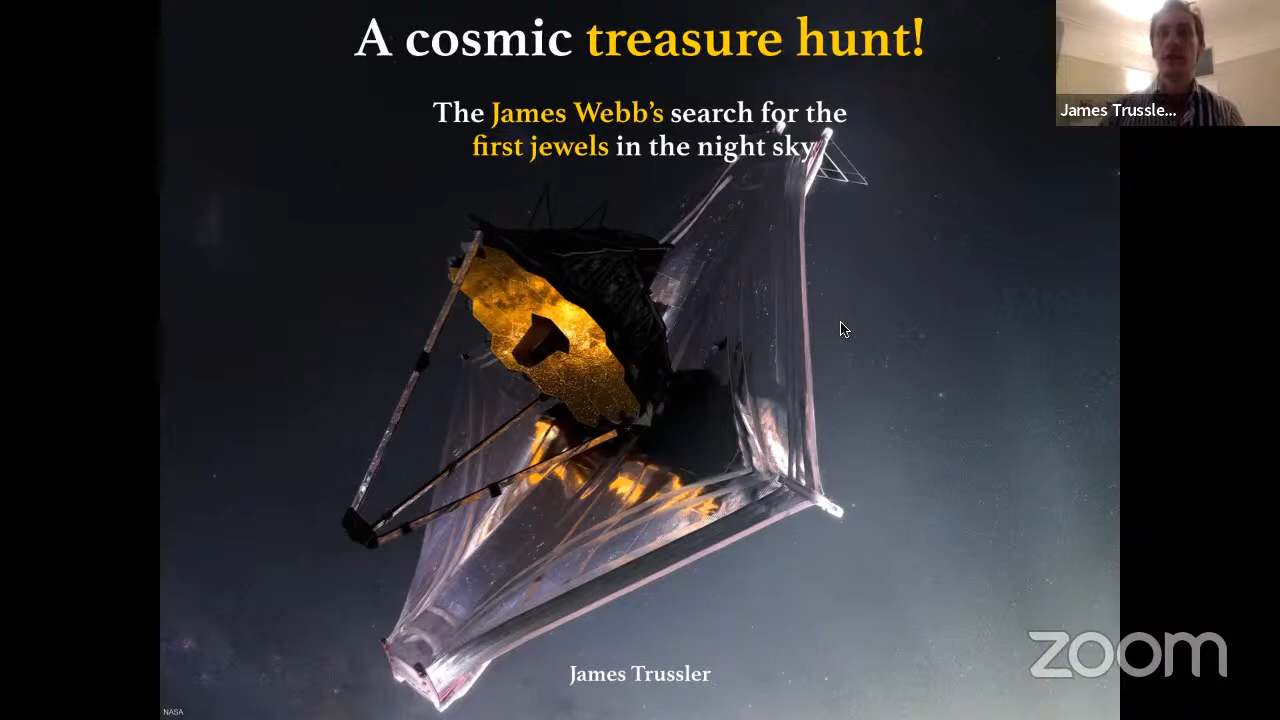 A cosmic treasure hunt!
The James Webb's search for the
first jewels in the night sky
James Trussle...
James Trussler
zoom
NASA